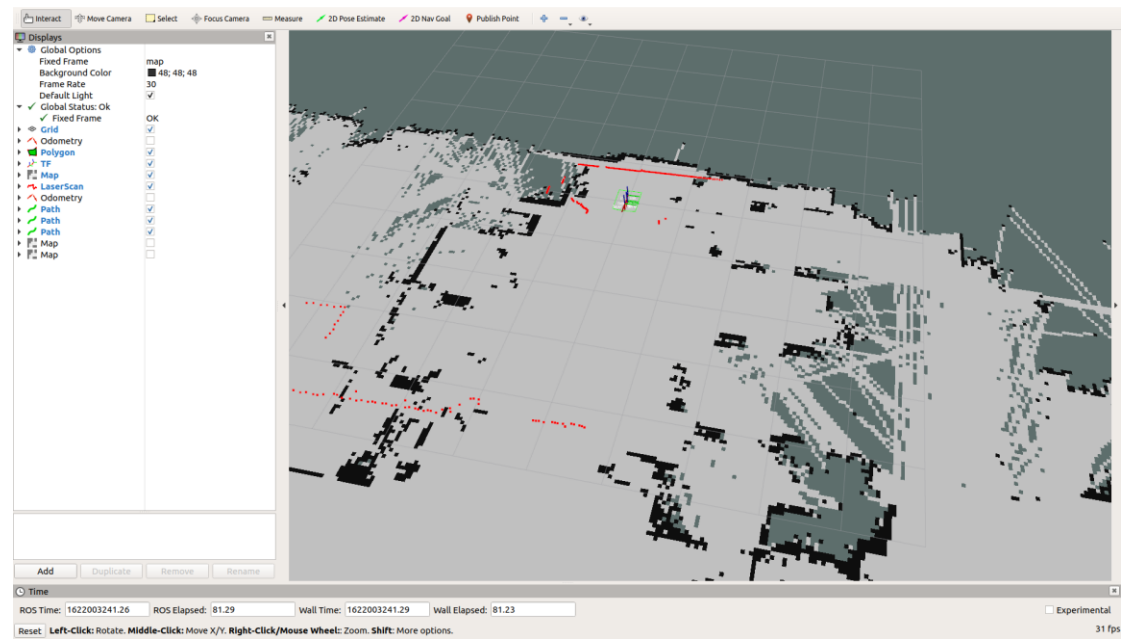 Interact Move Camera Select Focus Camera Measure 2D Pose Estimate 2D Nav Goal Publish Point
Displays
Global Options
Fixed Frame map
Background Color 48; 48; 48
Frame Rate 30
Default Light
Global Status: Ok
Fixed Frame OK
Grid
Odometry
Polygon
TF
Map
LaserScan
Odometry
Path
Path
Path
Map
Map
Add Duplicate Remove Rename
Time
ROS Time: 1622003241.26 ROS Elapsed: 81.29 Wall Time: 1622003241.29 Wall Elapsed: 81.23 Experimental
Reset Left-Click: Rotate. Middle-Click: Move X/Y. Right-Click/Mouse Wheel:: Zoom. Shift: More options. 31 fps